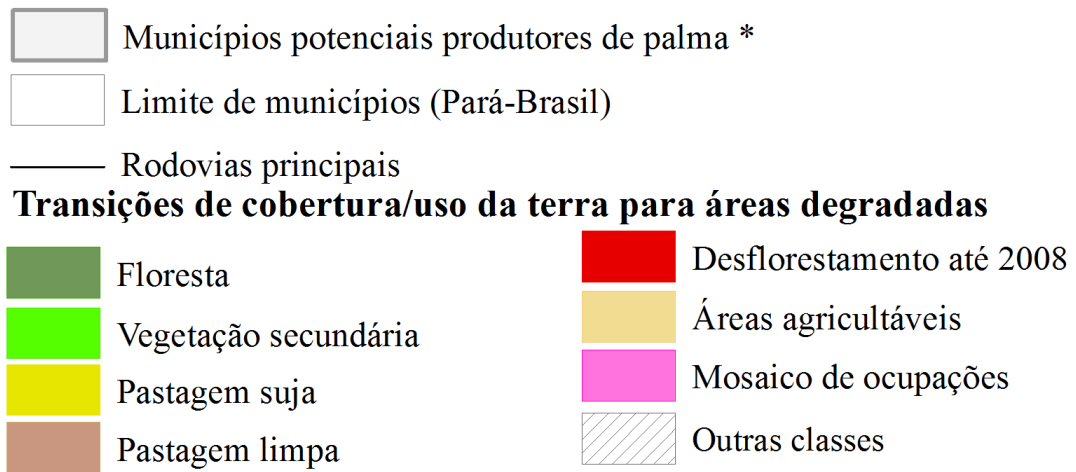 Municípios potenciais produtores de palma *
Limite de municípios (Pará-Brasil)
Rodovias principais
Transições de cobertura/uso da terra para áreas degradadas
Floresta
Vegetação secundária
Pastagem suja
Pastagem limpa
Desflorestamento até 2008
Áreas agricultáveis
Mosaico de ocupações
Outras classes